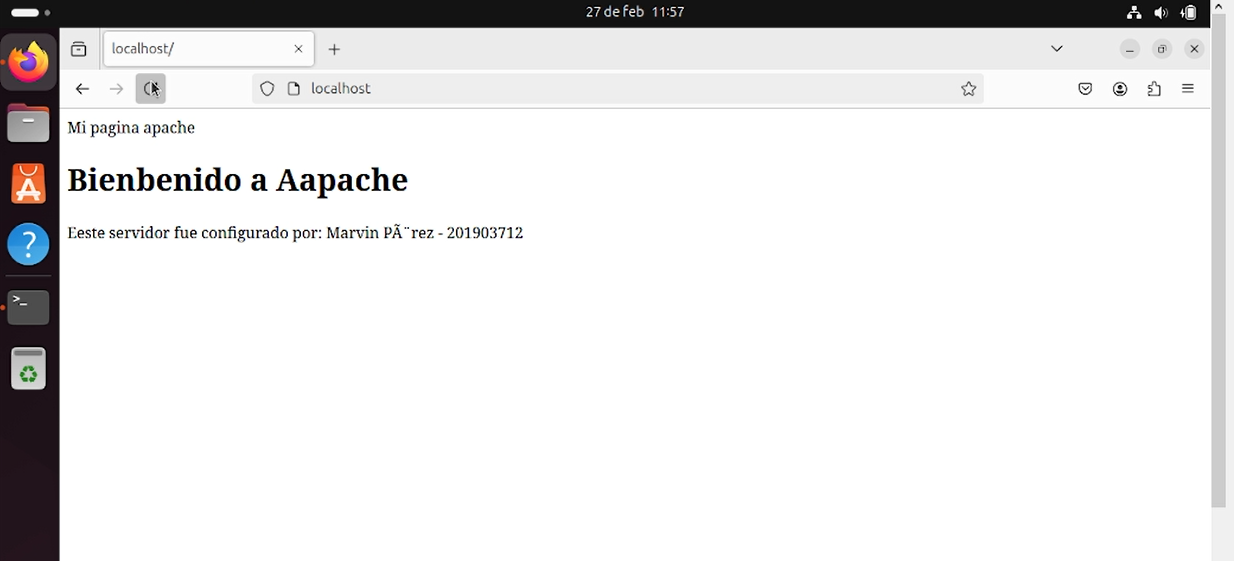 27 de feb 11:57
localhost/
localhost
Mi pagina apache
Bienbenido a Aapache
Eeste servidor fue configurado por: Marvin PÃ¨rez - 201903712